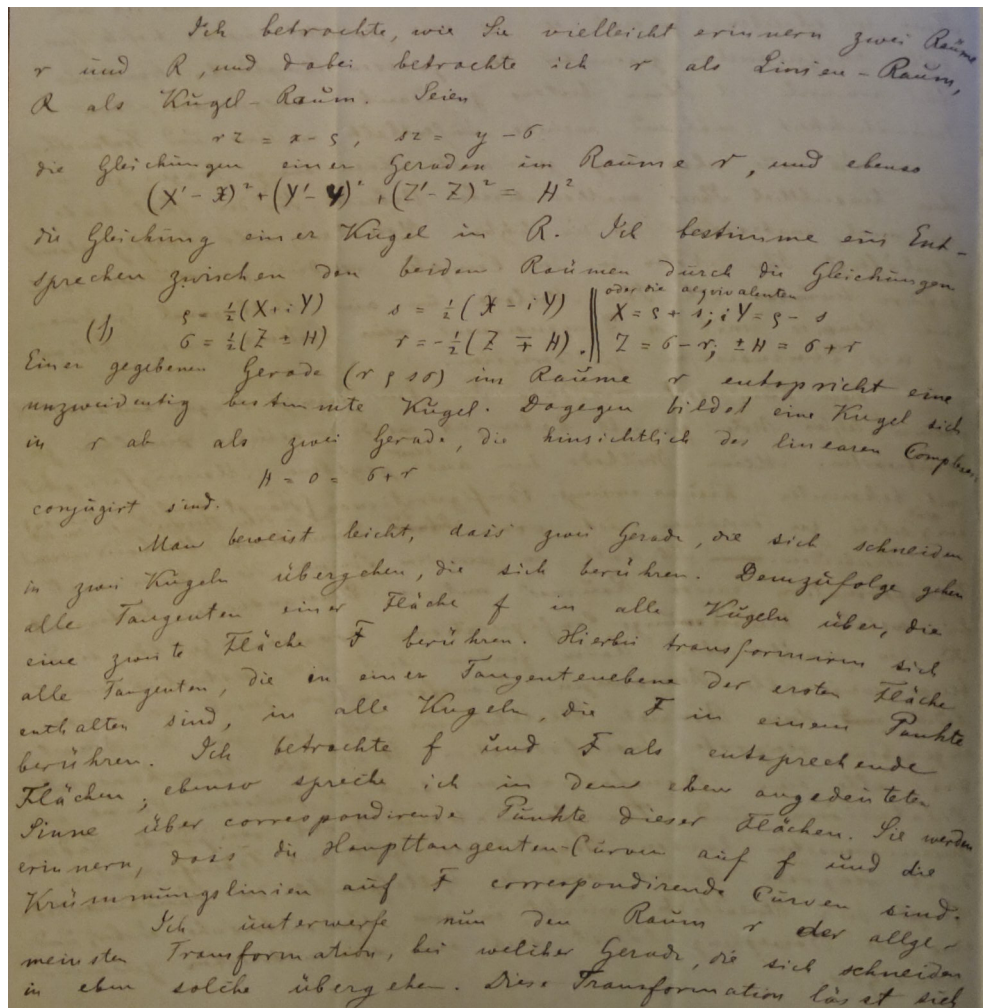 Ich betrachte, wie Sie vielleicht erinnern zwei Räume
r und R, und dabei betrachte ich r als Linien-Raum,
R als Kugel-Raum. Seien
rz = x - ρ, sz = y - σ
die Gleichungen einer Geraden im Raume r, und ebenso
(X' - X)² + (Y' - Y)² + (Z' - Z)² = H²
die Gleichung einer Kugel in R. Ich bestimme ein Ent-
sprechen zwischen den beiden Raümen durch die Gleichungen
oder die aeqvivalenten
(1) ρ = ½(X + iY) s = ½(X - iY) || X = ρ + s; iY = ρ - s
σ = ½(Z ± H) r = -½(Z ∓ H). || Z = σ - r; ±H = σ + r
Einer gegebenen Gerade (r ρ s σ) im Raume r entspricht eine
unzweideutig bestimmte Kugel. Dagegen bildet eine Kugel sich
in r ab als zwei Gerade, die hinsichtlich des linearen Complexes
H = 0 = σ + r
conjugirt sind.
Man beweist leicht, dass zwei Gerade, die sich schneiden
in zwei Kugeln übergehen, die sich berühren. Demzufolge gehen
alle Tangenten einer Fläche f in alle Kugeln über, die
eine zweite Fläche F berühren. Hierbei transformiren sich
alle Tangenten, die in einer Tangentenebene der ersten Fläche
enthalten sind, in alle Kugeln, die F in einem Punkte
berühren. Ich betrachte f und F als entsprechende
Flächen; ebenso spreche ich in dem eben angedeuteten
Sinne über correspondirende Punkte dieser Flächen. Sie werden
erinnern, dass die Haupttangenten-Curven auf f und die
Krümmungslinien auf F correspondirende Curven sind.
Ich unterwerfe nun den Raum r der allge-
meinsten Transformation, bei welcher Gerade, die sich schneiden
in eben solche übergehen. Diese Transformation lässt sich